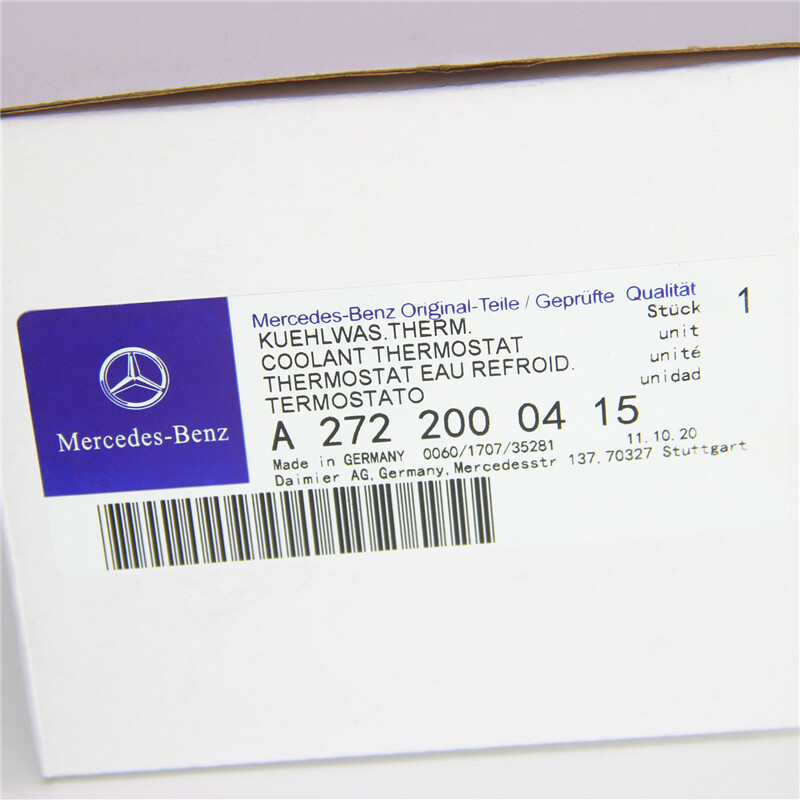 Mercedes-Benz
Mercedes-Benz Original-Teile / Geprüfte Qualität
KUEHLWAS.THERM.
COOLANT THERMOSTAT
THERMOSTAT EAU REFROID.
TERMOSTATO
Stück 1
unit
unité
unidad
A 272 200 04 15
Made in GERMANY 0060/1707/35281 11.10.20
Daimier AG, Germany, Mercedesstr 137, 70327 Stuttgart